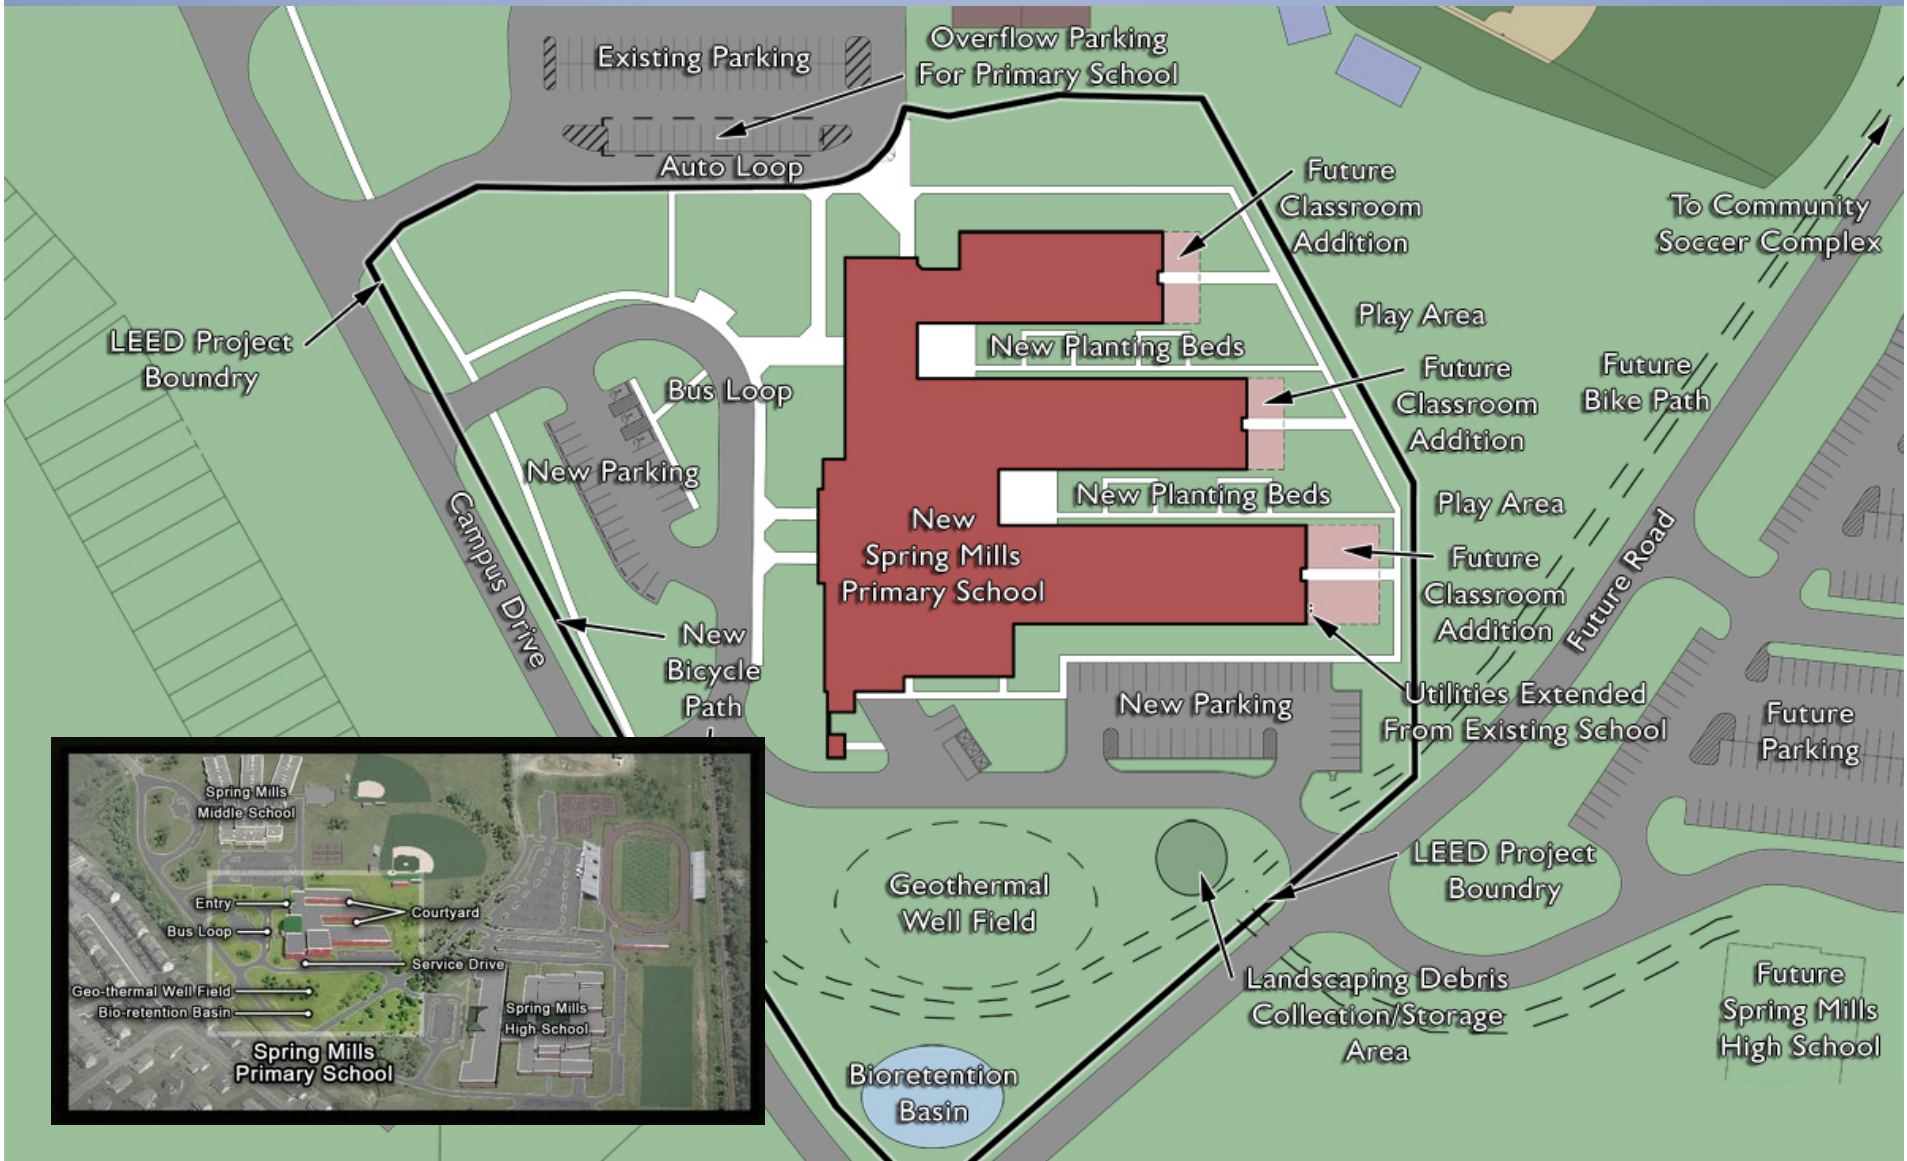 Existing Parking
Overflow Parking
For Primary School
Auto Loop
Future
Classroom
Addition
To Community
Soccer Complex
LEED Project
Boundry
Play Area
New Planting Beds
Future
Classroom
Addition
Future
Bike Path
Bus Loop
New Parking
New Planting Beds
Play Area
Campus Drive
New
Spring Mills
Primary School
Future
Classroom
Addition
Future Road
New
Bicycle
Path
New Parking
Utilities Extended
From Existing School
Future
Parking
LEED Project
Boundry
Geothermal
Well Field
Landscaping Debris
Collection/Storage
Area
Future
Spring Mills
High School
Bioretention
Basin
Spring Mills
Middle School
Entry
Courtyard
Bus Loop
Service Drive
Geo-thermal Well Field
Bio-retention Basin
Spring Mills
High School
Spring Mills
Primary School